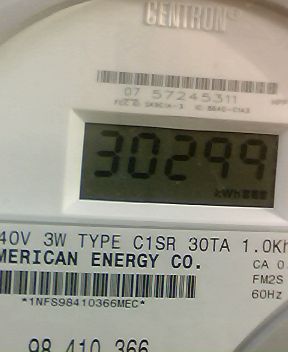 CENTRON®
07 57245311
30299
kWh
40V 3W TYPE C1SR 30TA 1.0Kh
MERICAN ENERGY CO.
CA 0.
FM2S
60Hz
*1NFS98410366MEC*
98 410 366